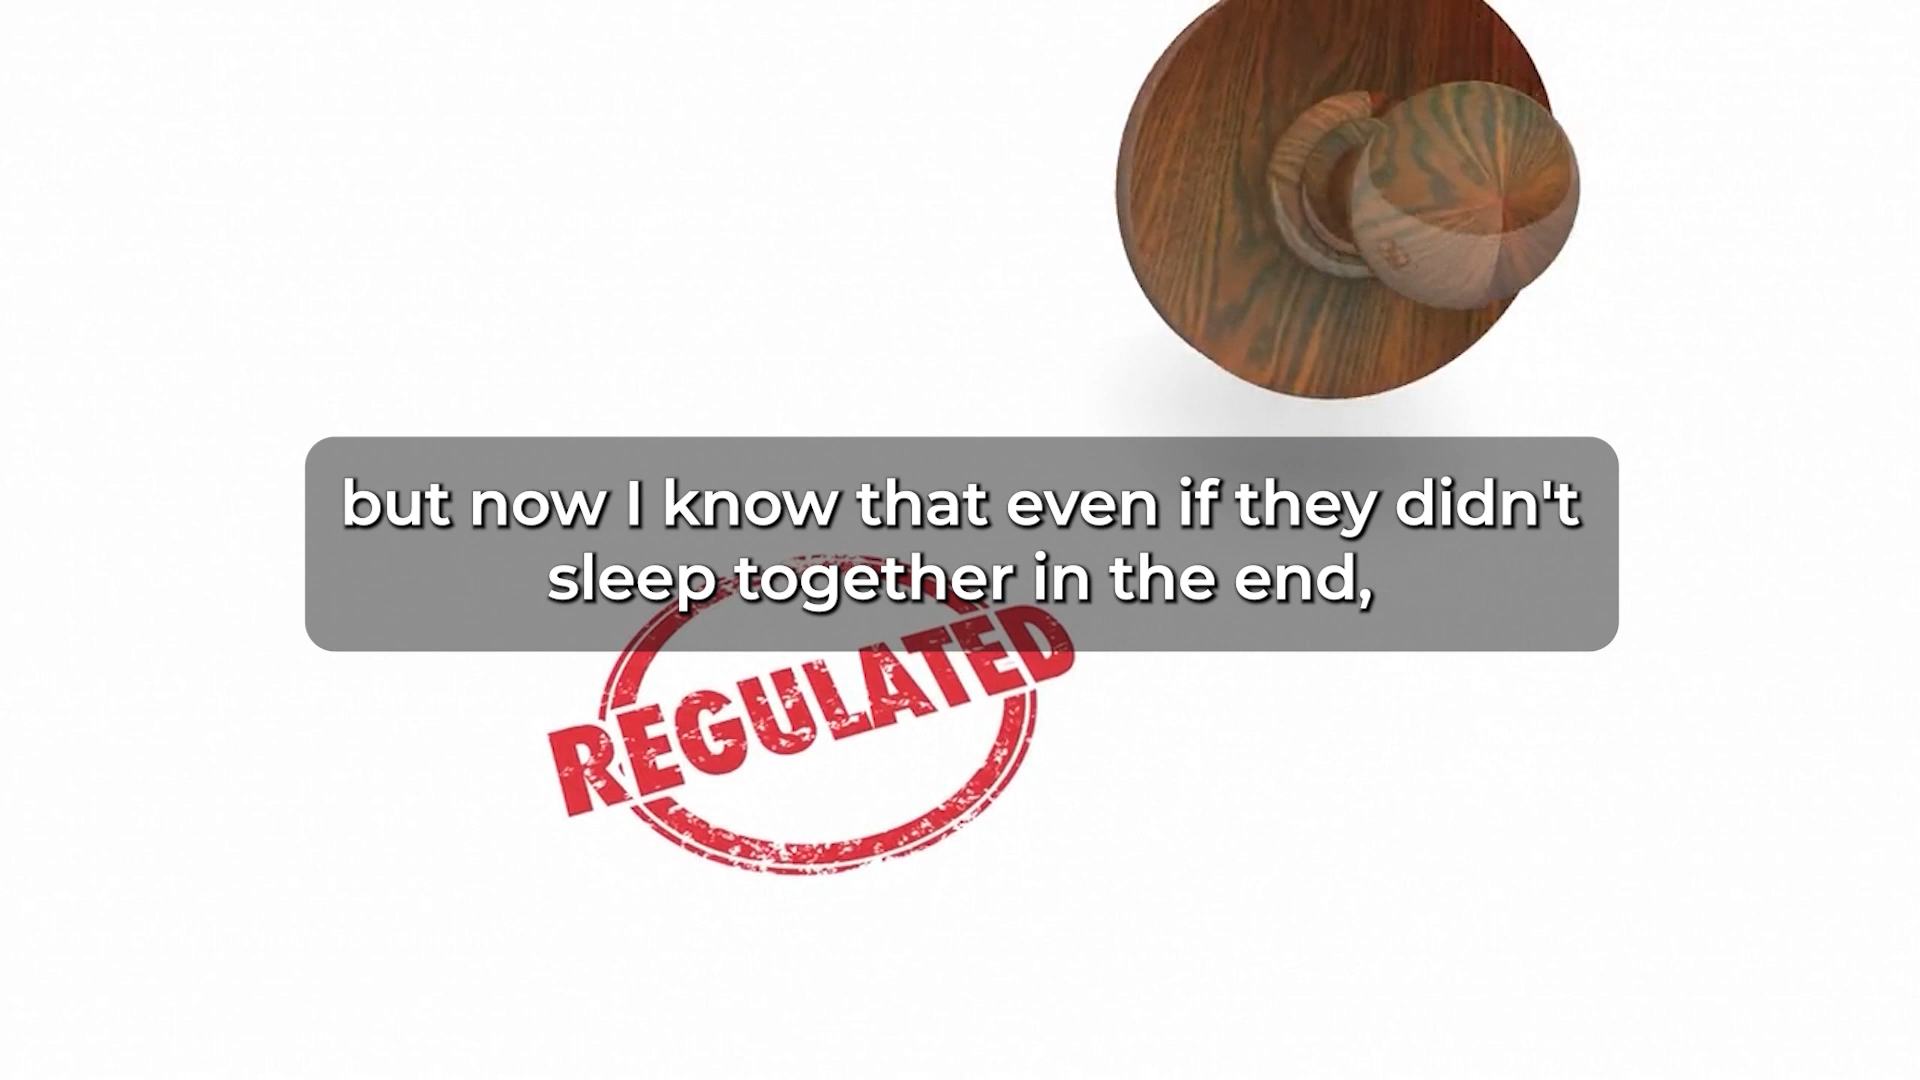 but now I know that even if they didn't
sleep together in the end,
REGULATED